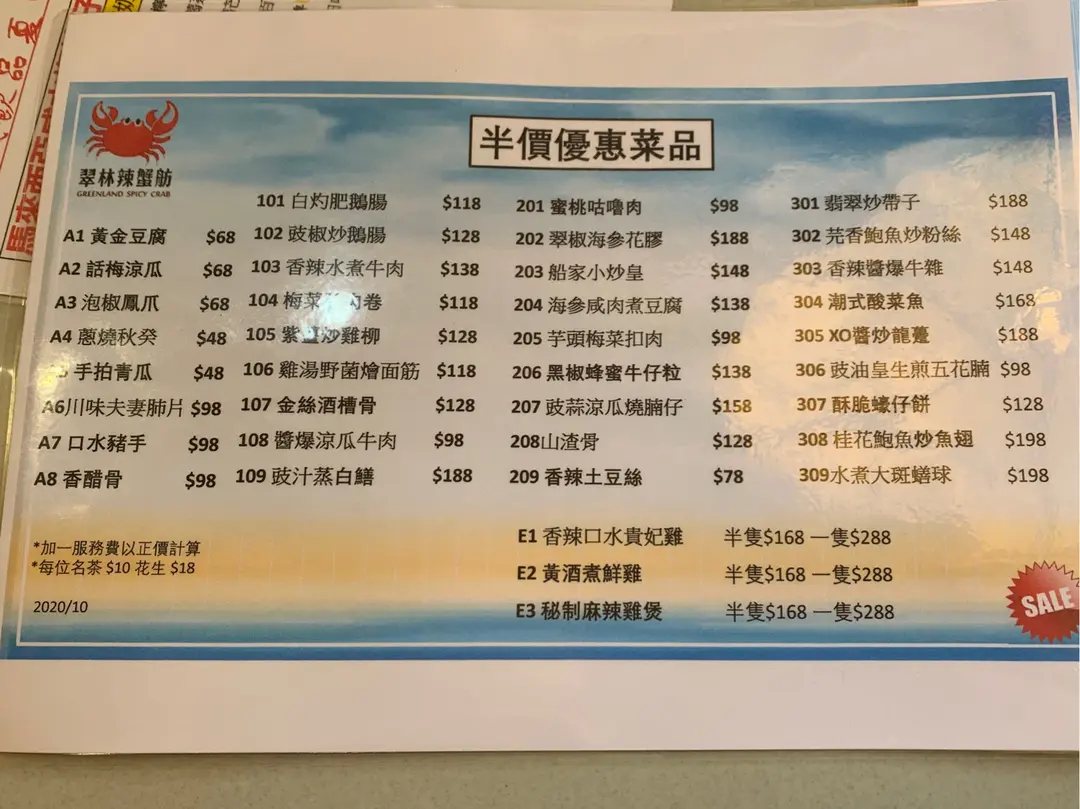 半價優惠菜品
翠林辣蟹舫
GREENLAND SPICY CRAB
A1 黃金豆腐 $68
A2 話梅涼瓜 $68
A3 泡椒鳳爪 $68
A4 蔥燒秋癸 $48
手拍青瓜 $48
A6川味夫妻肺片 $98
A7 口水豬手 $98
A8 香醋骨 $98
101 白灼肥鵝腸 $118
102 豉椒炒鵝腸 $128
103 香辣水煮牛肉 $138
104 梅菜 肉卷 $118
105 紫 炒雞柳 $128
106 雞湯野菌燴面筋 $118
107 金絲酒槽骨 $128
108 醬爆涼瓜牛肉 $98
109 豉汁蒸白鱔 $188
201 蜜桃咕嚕肉 $98
202 翠椒海參花膠 $188
203 船家小炒皇 $148
204 海參咸肉煮豆腐 $138
205 芋頭梅菜扣肉 $98
206 黑椒蜂蜜牛仔粒 $138
207 豉蒜涼瓜燒腩仔 $158
208山渣骨 $128
209 香辣土豆絲 $78
301 翡翠炒帶子 $188
302 芫香鮑魚炒粉絲 $148
303 香辣醬爆牛雜 $148
304 潮式酸菜魚 $168
305 XO醬炒龍躉 $188
306 豉油皇生煎五花腩 $98
307 酥脆蠔仔餅 $128
308 桂花鮑魚炒魚翅 $198
309水煮大斑蟮球 $198
E1 香辣口水貴妃雞 半隻$168 一隻$288
E2 黃酒煮鮮雞 半隻$168 一隻$288
E3 秘制麻辣雞煲 半隻$168 一隻$288
*加一服務費以正價計算
*每位名茶 $10 花生 $18
2020/10
SALE